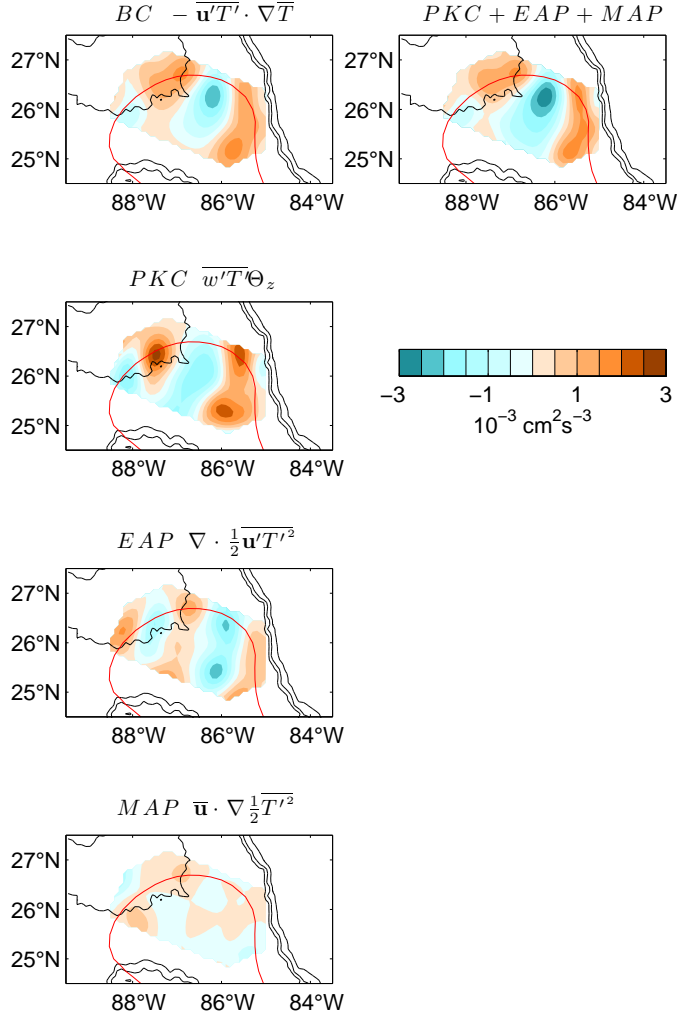 BC − u'T' · ∇T
PKC + EAP + MAP
27°N
26°N
25°N
88°W 86°W 84°W
27°N
26°N
25°N
88°W 86°W 84°W
PKC w'T'Θz
27°N
26°N
25°N
88°W 86°W 84°W
−3 −1 1 3
10⁻³ cm²s⁻³
EAP ∇ · ½u'T'²
27°N
26°N
25°N
88°W 86°W 84°W
MAP u · ∇½T'²
27°N
26°N
25°N
88°W 86°W 84°W